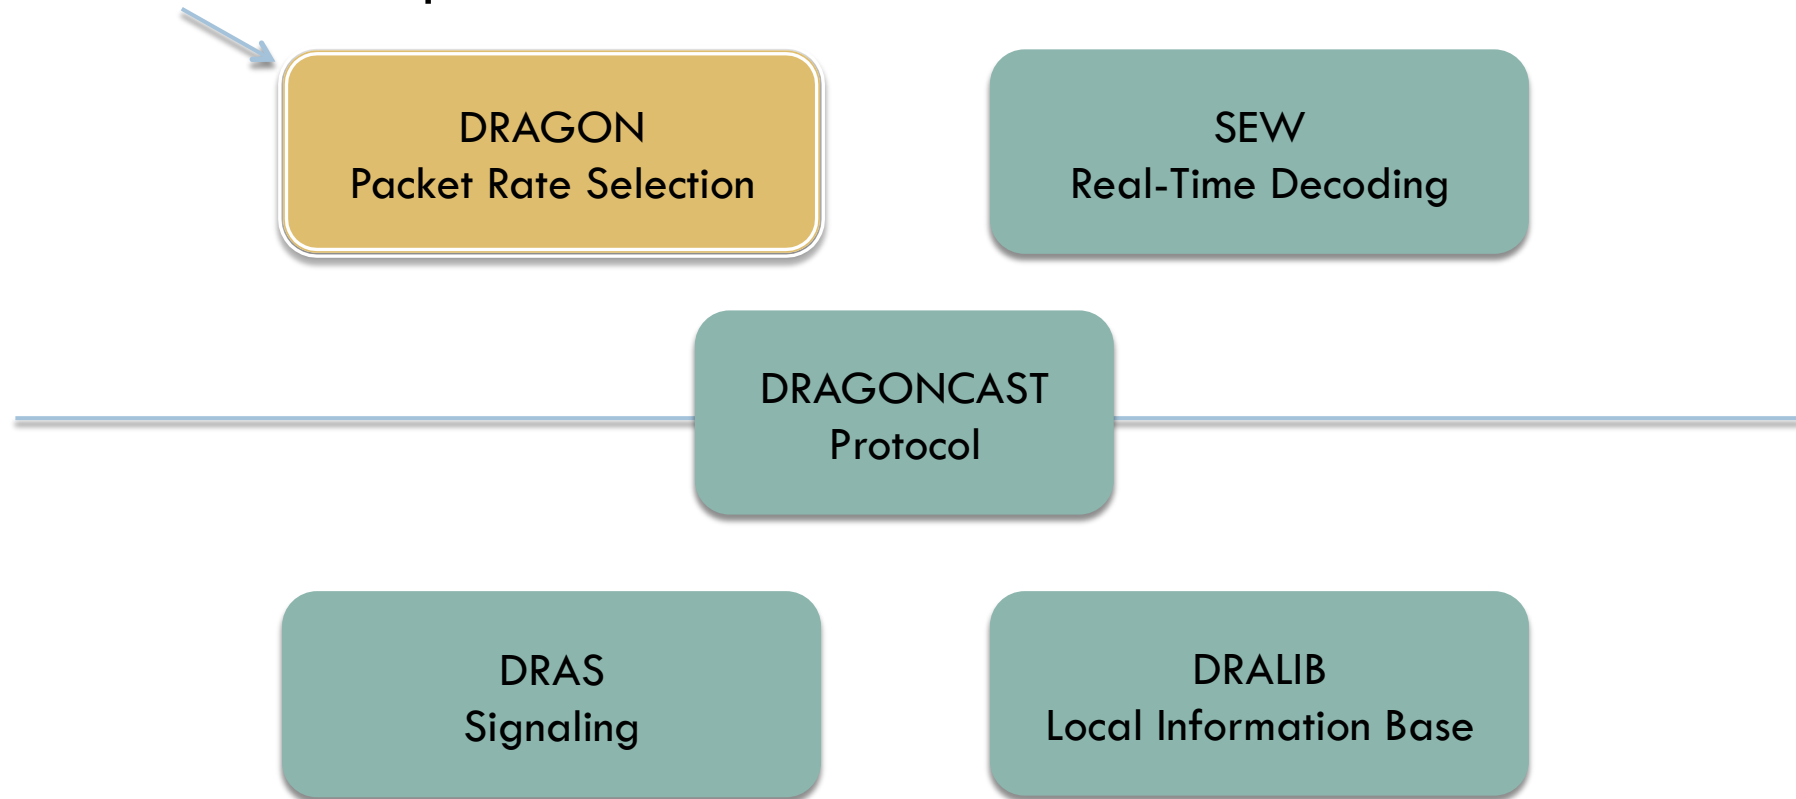 DRAGON
Packet Rate Selection
SEW
Real-Time Decoding
DRAGONCAST
Protocol
DRAS
Signaling
DRALIB
Local Information Base